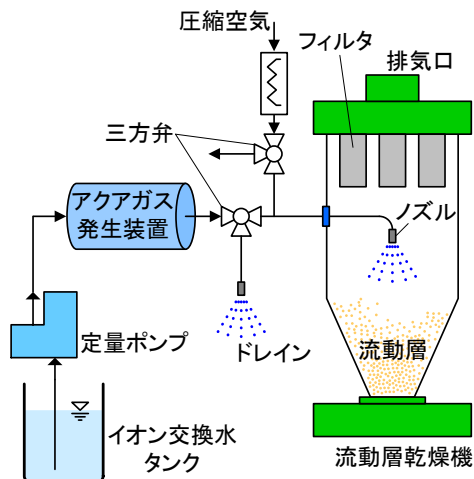 圧縮空気
フィルタ
排気口
三方弁
アクアガス
発生装置
ノズル
定量ポンプ
ドレイン
流動層
イオン交換水
タンク
流動層乾燥機